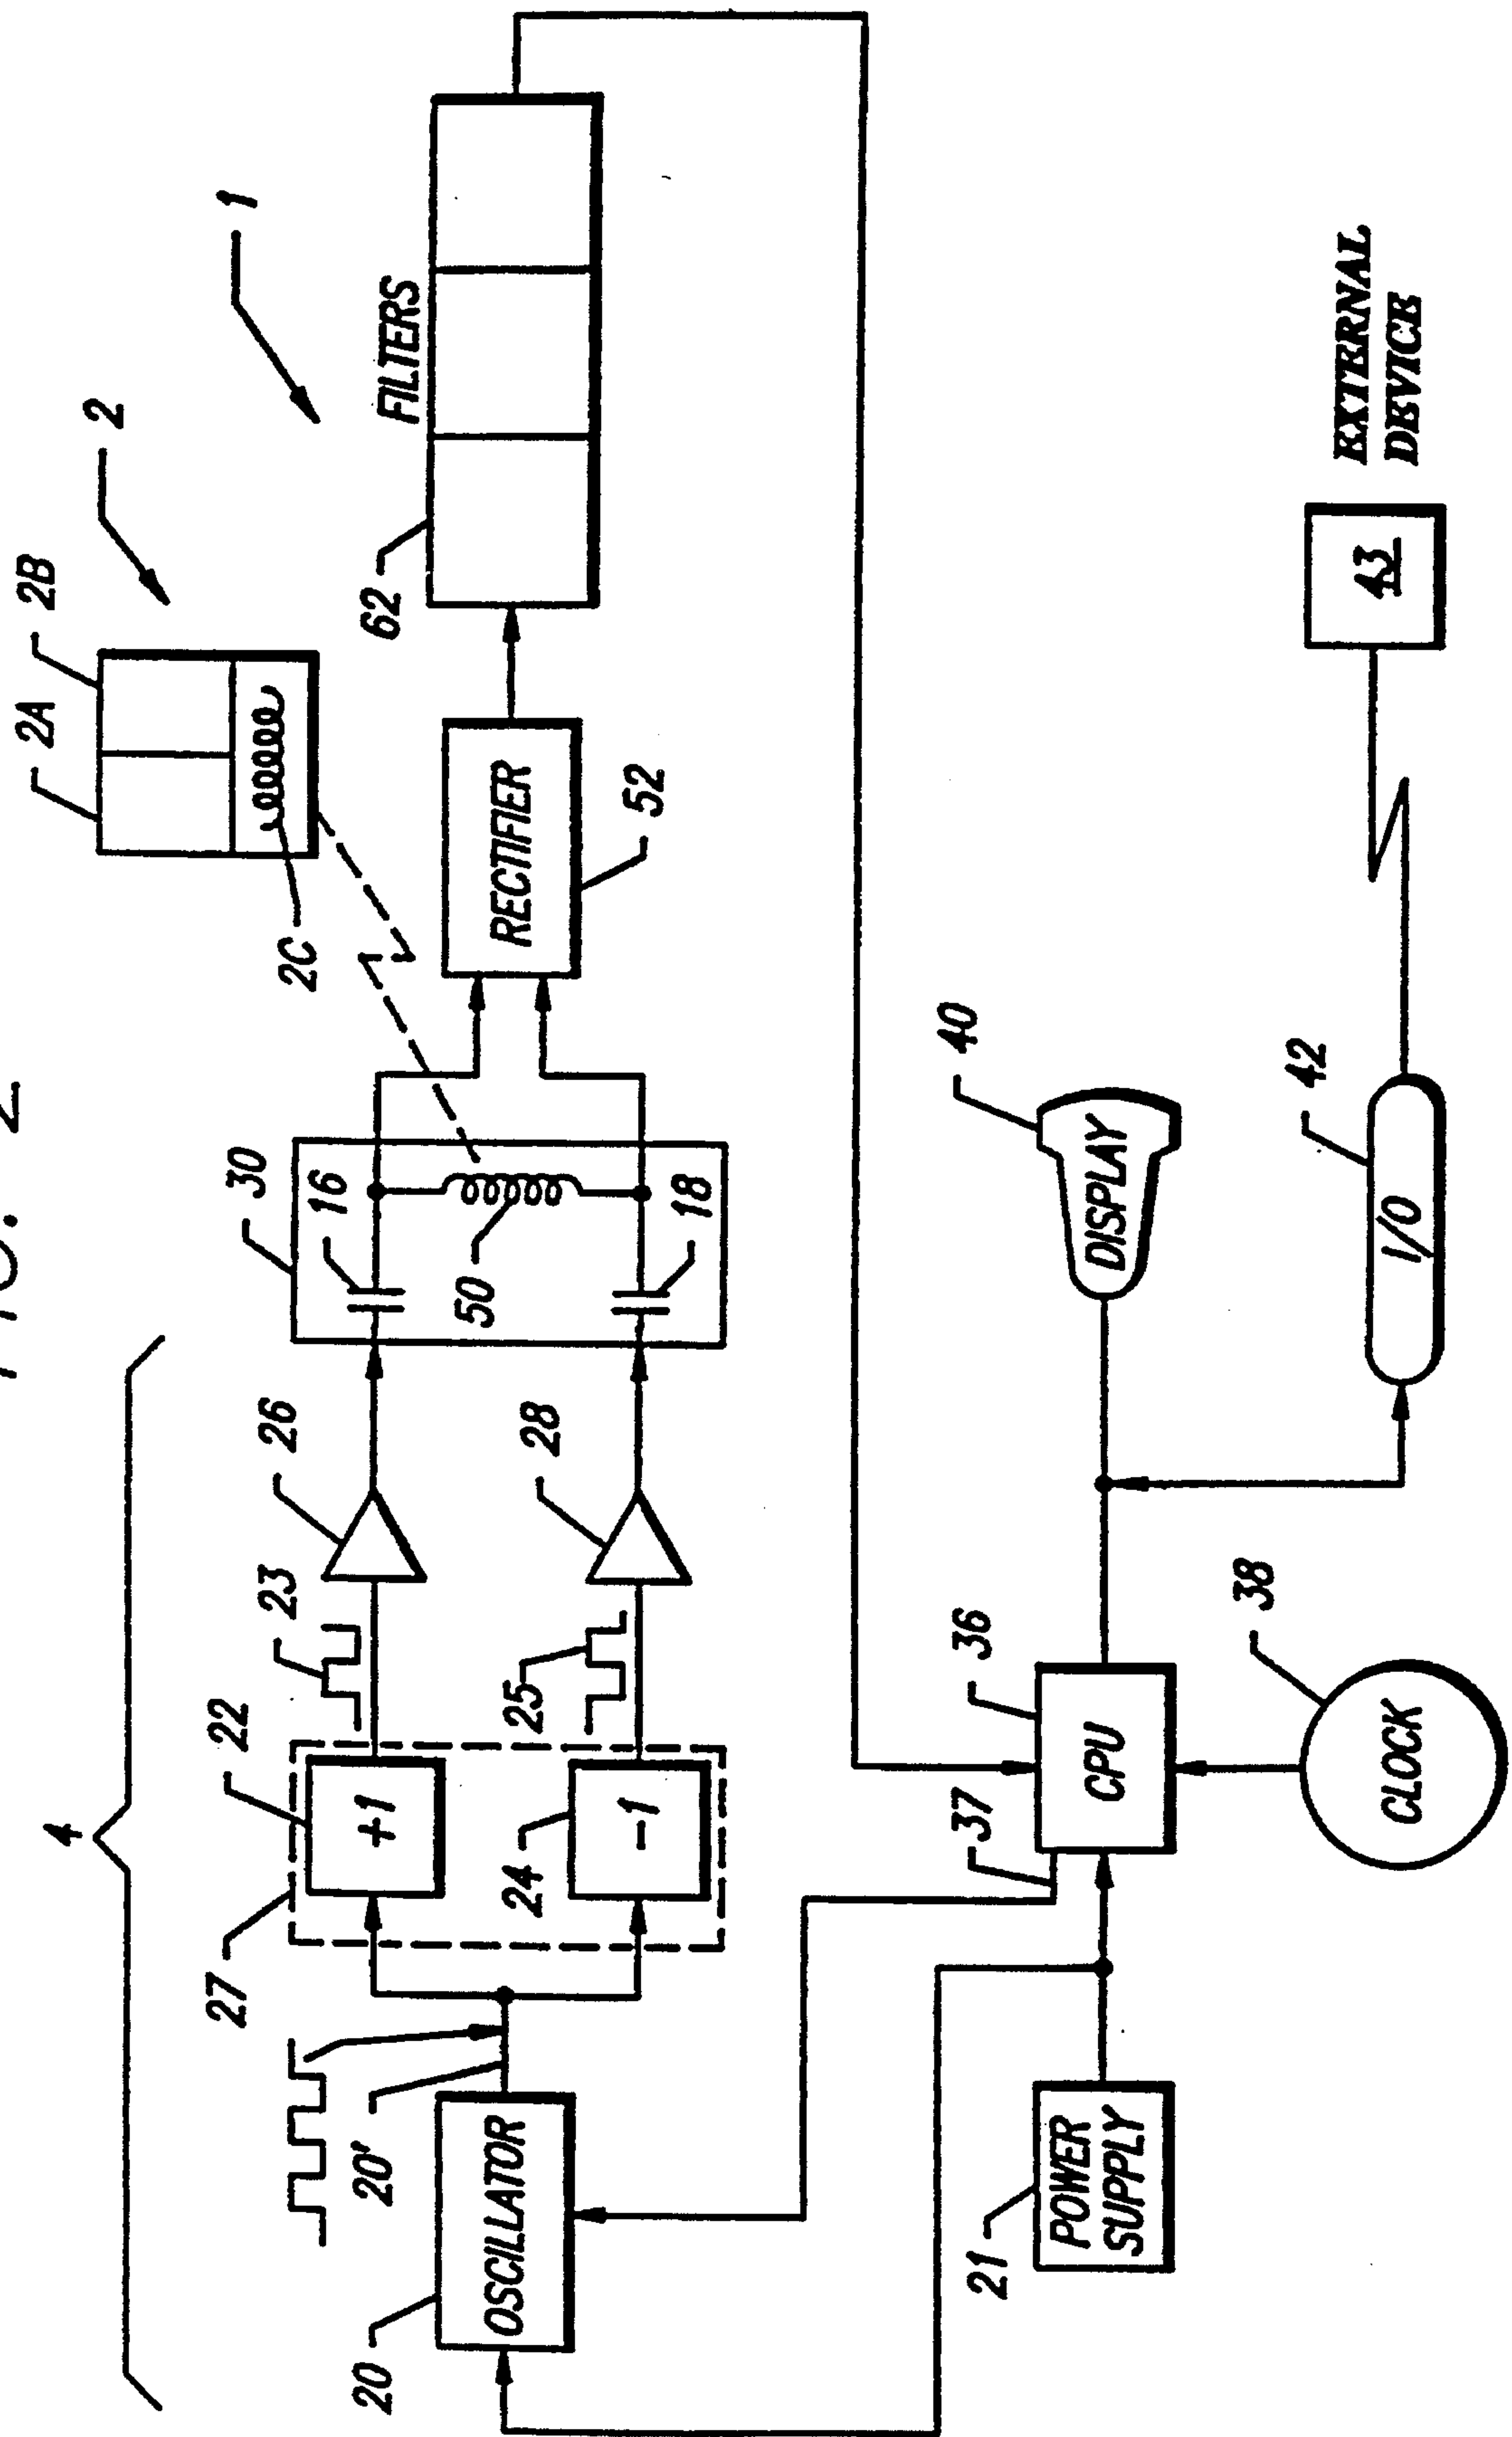 FIG. 2
4
2A
2B
2
1
27
22
23
26
30
16
2C
62
FILTERS
20'
20
OSCILLATOR
+1
24
-1
25
28
50
18
RECTIFIER
52
21
POWER
SUPPLY
37
36
CPU
38
CLOCK
40
DISPLAY
42
I/O
43
EXTERNAL
DEVICE